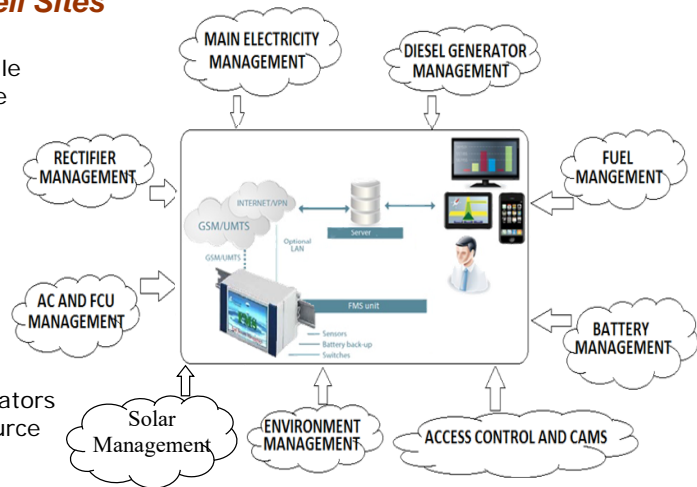 ell Sites
le
e
MAIN ELECTRICITY
MANAGEMENT
DIESEL GENERATOR
MANAGEMENT
RECTIFIER
MANAGEMENT
FUEL
MANGEMENT
INTERNET/VPN
GSM/UMTS
Server
Optional
LAN
GSM/UMTS
FMS unit
AC AND FCU
MANAGEMENT
BATTERY
MANAGEMENT
Sensors
Battery back-up
Switches
ators
urce
Solar
Management
ENVIRONMENT
MANAGEMENT
ACCESS CONTROL AND CAMS